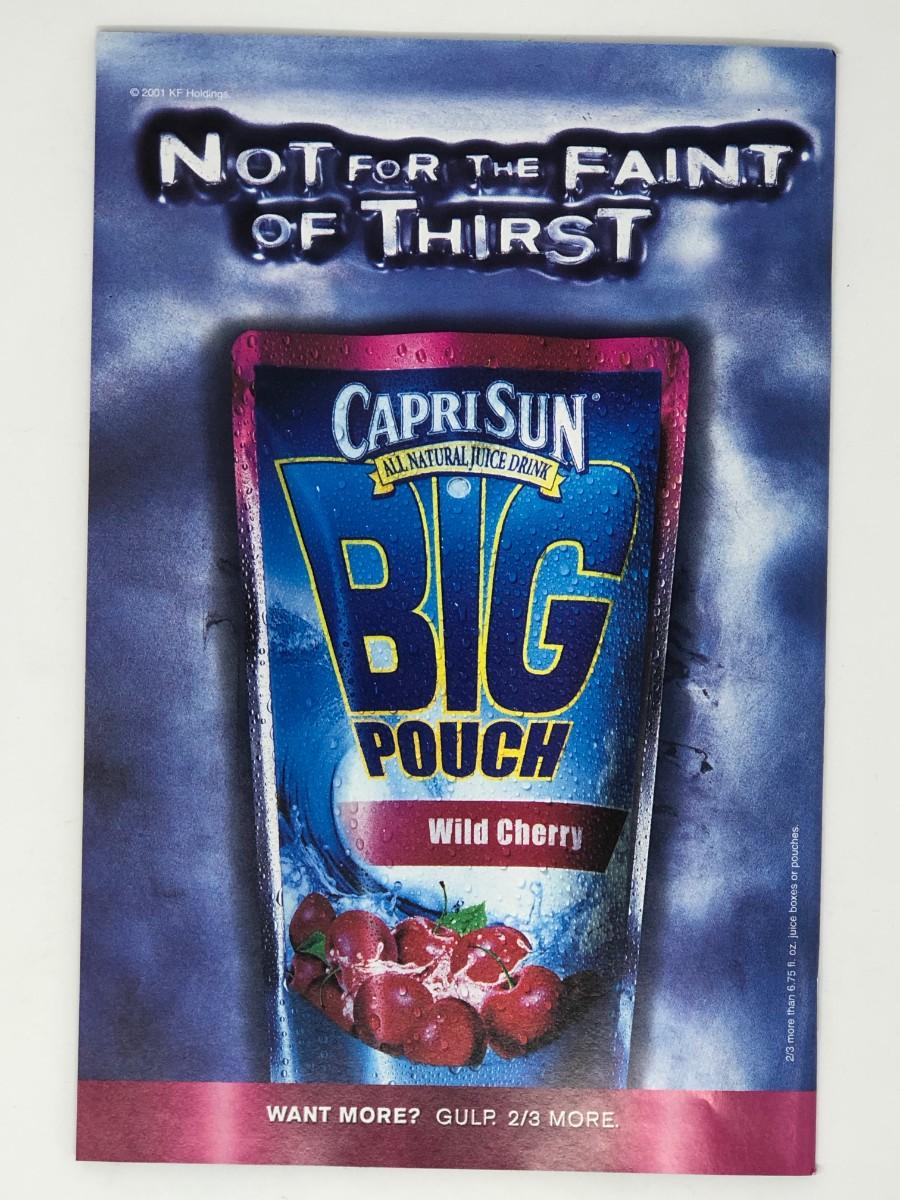 © 2001 KF Holdings.
NOT FOR THE FAINT
OF THIRST
CAPRI SUN®
ALL NATURAL JUICE DRINK
BIG
POUCH
Wild Cherry
2/3 more than 6.75 fl. oz. juice boxes or pouches.
WANT MORE? GULP. 2/3 MORE.